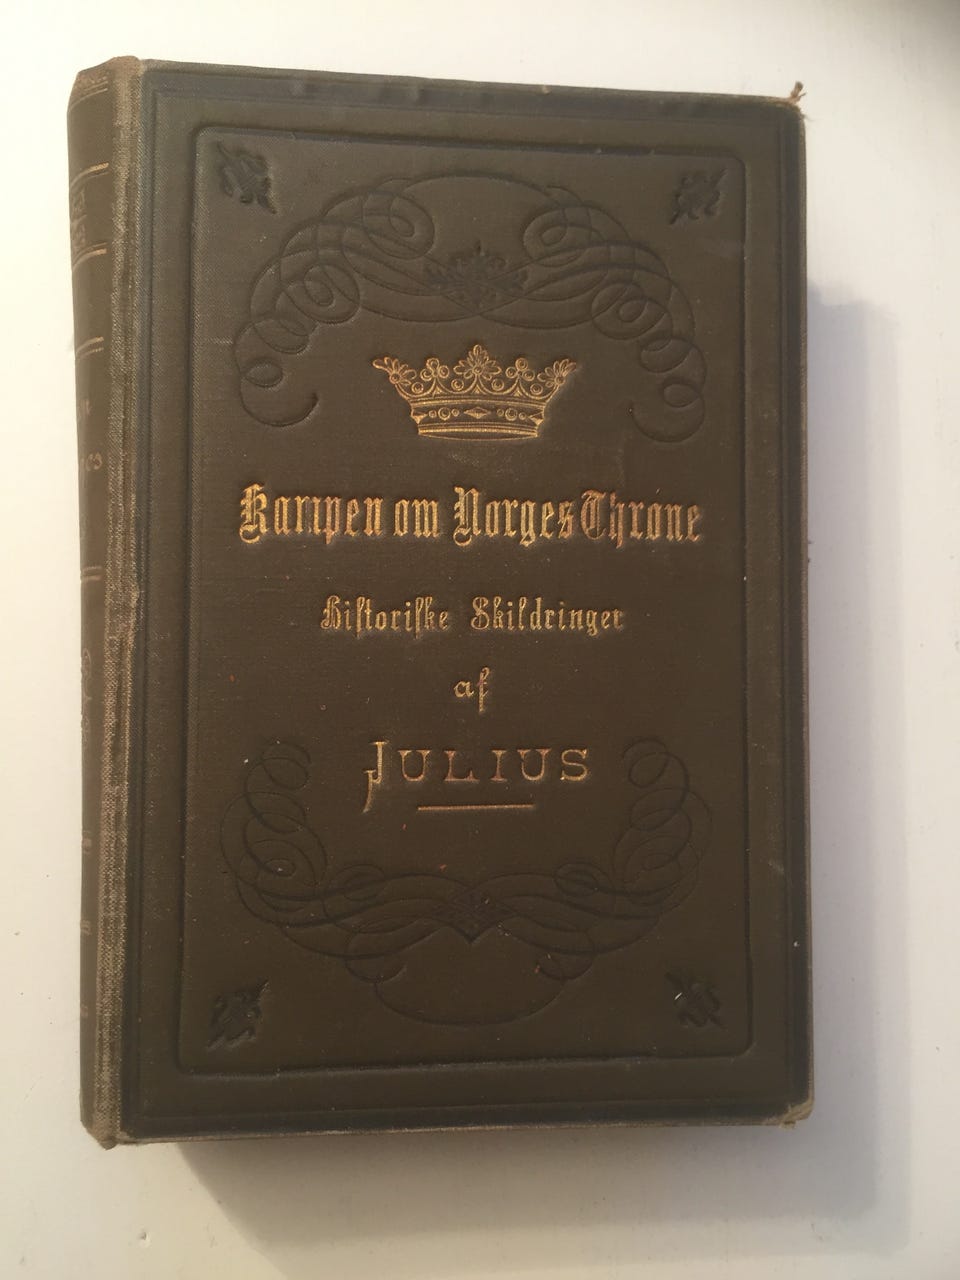 Kampen om Norges Throne
Hiſtoriſke Skildringer
af
JULIUS